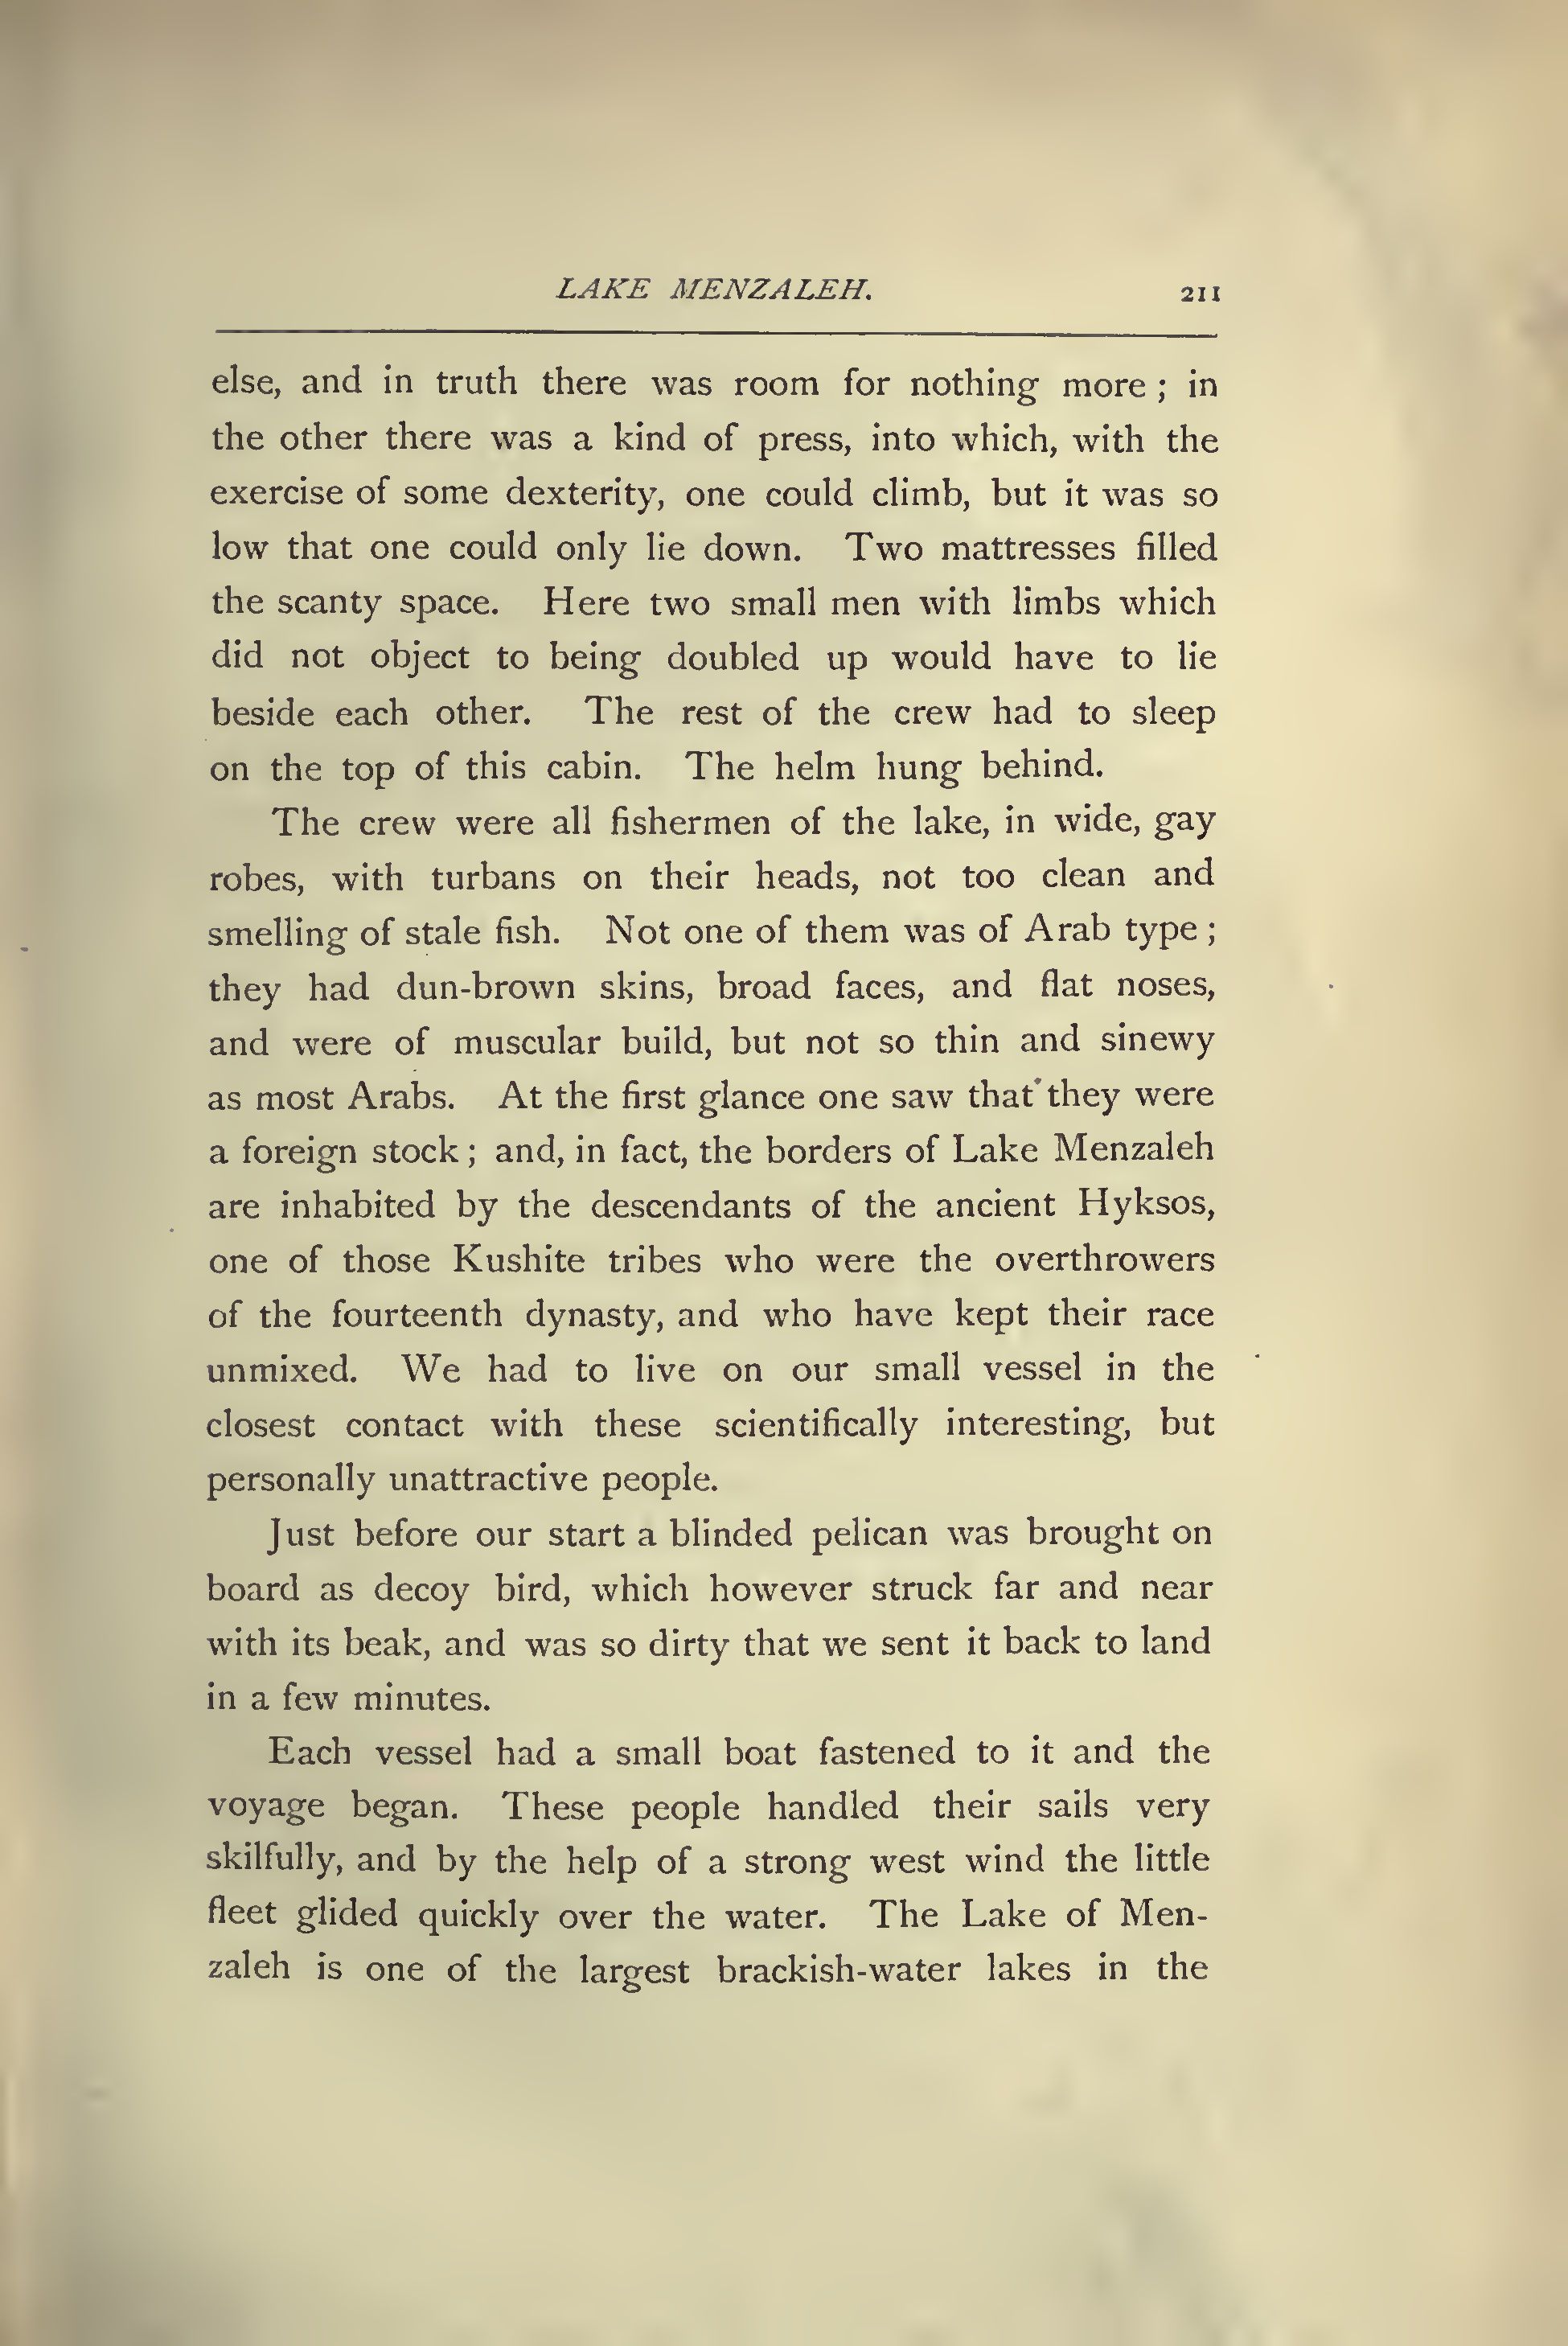 LAKE MENZALEH. 211
else, and in truth there was room for nothing more ; in
the other there was a kind of press, into which, with the
exercise of some dexterity, one could climb, but it was so
low that one could only lie down. Two mattresses filled
the scanty space. Here two small men with limbs which
did not object to being doubled up would have to lie
beside each other. The rest of the crew had to sleep
on the top of this cabin. The helm hung behind.
The crew were all fishermen of the lake, in wide, gay
robes, with turbans on their heads, not too clean and
smelling of stale fish. Not one of them was of Arab type ;
they had dun-brown skins, broad faces, and flat noses,
and were of muscular build, but not so thin and sinewy
as most Arabs. At the first glance one saw that they were
a foreign stock ; and, in fact, the borders of Lake Menzaleh
are inhabited by the descendants of the ancient Hyksos,
one of those Kushite tribes who were the overthrowers
of the fourteenth dynasty, and who have kept their race
unmixed. We had to live on our small vessel in the
closest contact with these scientifically interesting, but
personally unattractive people.
Just before our start a blinded pelican was brought on
board as decoy bird, which however struck far and near
with its beak, and was so dirty that we sent it back to land
in a few minutes.
Each vessel had a small boat fastened to it and the
voyage began. These people handled their sails very
skilfully, and by the help of a strong west wind the little
fleet glided quickly over the water. The Lake of Men-
zaleh is one of the largest brackish-water lakes in the